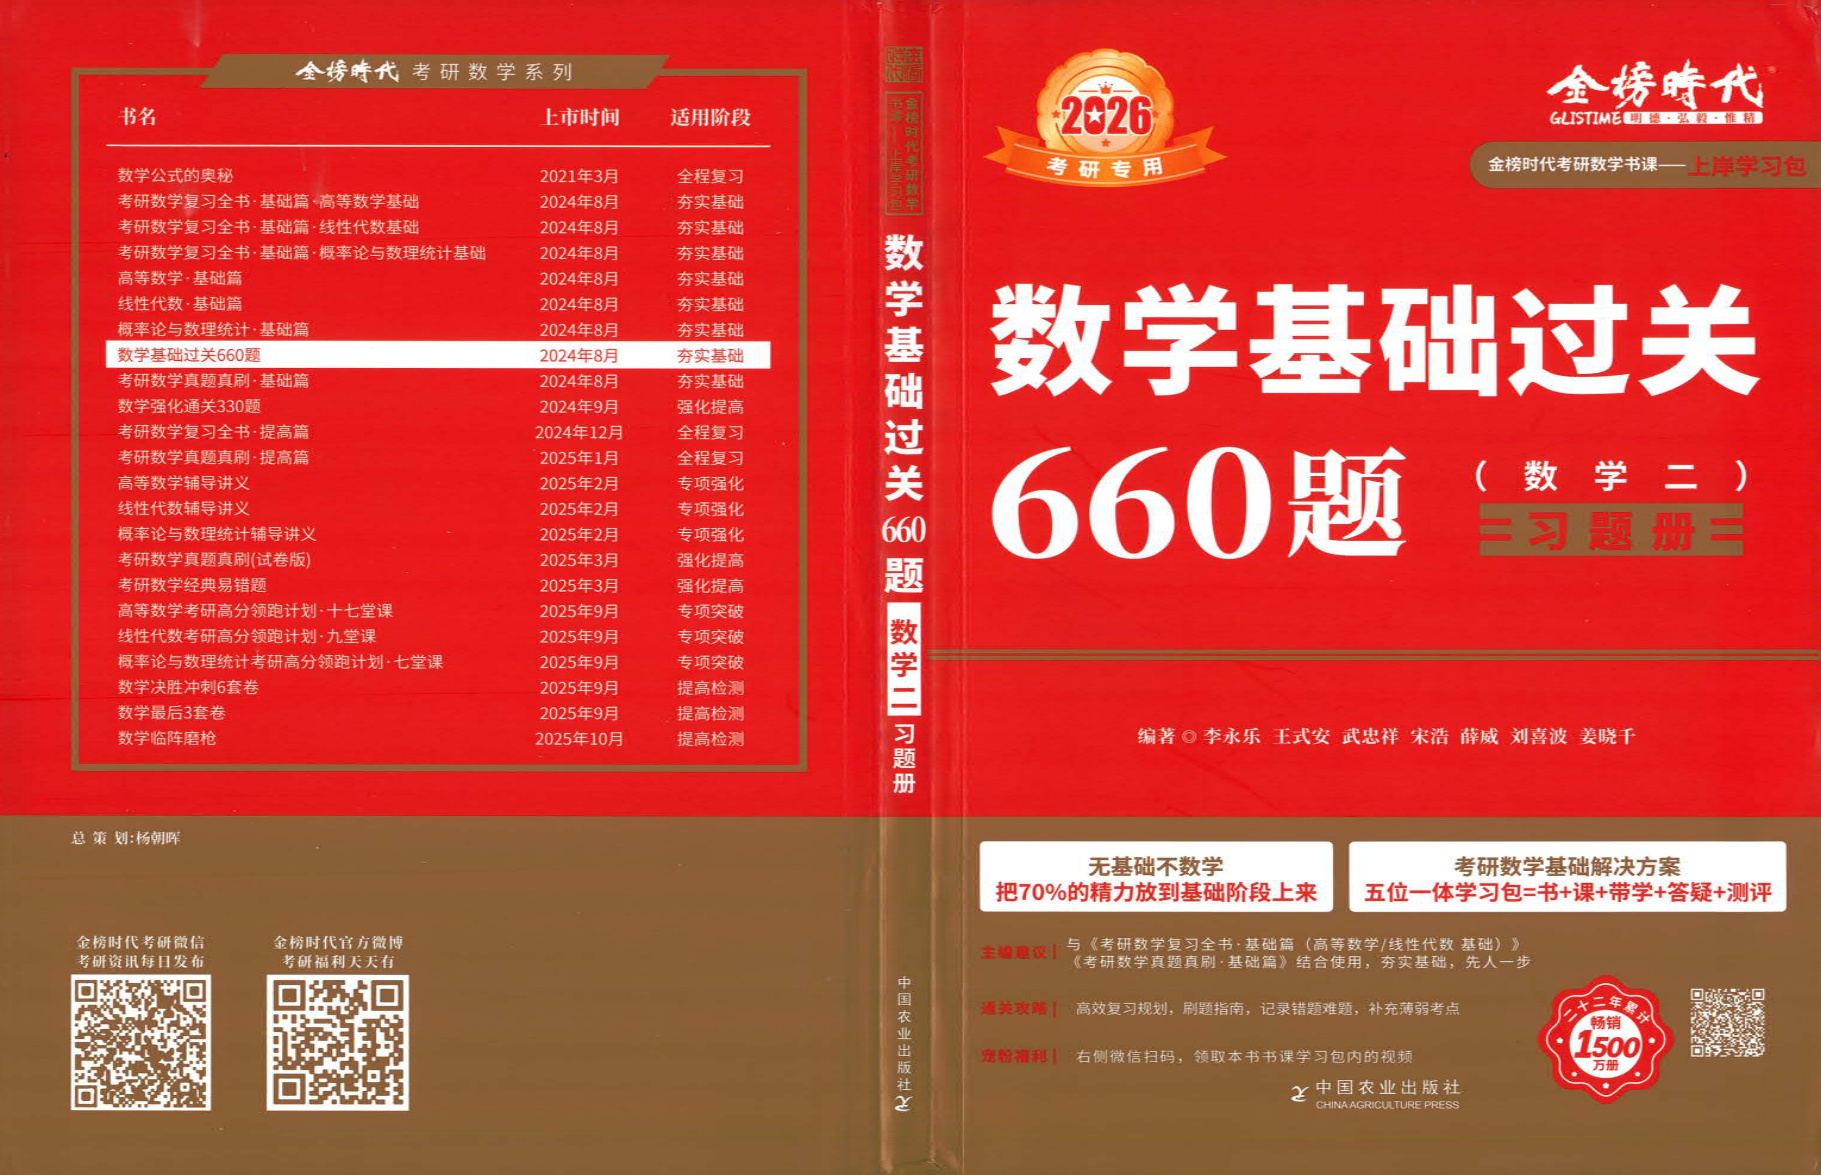 金榜時代 考研数学系列
书名 上市时间 适用阶段
数学公式的奥秘 2021年3月 全程复习
考研数学复习全书·基础篇·高等数学基础 2024年8月 夯实基础
考研数学复习全书·基础篇·线性代数基础 2024年8月 夯实基础
考研数学复习全书·基础篇·概率论与数理统计基础 2024年8月 夯实基础
高等数学·基础篇 2024年8月 夯实基础
线性代数·基础篇 2024年8月 夯实基础
概率论与数理统计·基础篇 2024年8月 夯实基础
数学基础过关660题 2024年8月 夯实基础
考研数学真题真刷·基础篇 2024年8月 夯实基础
数学强化通关330题 2024年9月 强化提高
考研数学复习全书·提高篇 2024年12月 全程复习
考研数学真题真刷·提高篇 2025年1月 全程复习
高等数学辅导讲义 2025年2月 专项强化
线性代数辅导讲义 2025年2月 专项强化
概率论与数理统计辅导讲义 2025年2月 专项强化
考研数学真题真刷(试卷版) 2025年3月 强化提高
考研数学经典易错题 2025年3月 强化提高
高等数学考研高分领跑计划·十七堂课 2025年9月 专项突破
线性代数考研高分领跑计划·九堂课 2025年9月 专项突破
概率论与数理统计考研高分领跑计划·七堂课 2025年9月 专项突破
数学决胜冲刺6套卷 2025年9月 提高检测
数学最后3套卷 2025年9月 提高检测
数学临阵磨枪 2025年10月 提高检测
总 策 划:杨朝晖
金榜时代考研微信
考研资讯每日发布
金榜时代官方微博
考研福利天天有
金榜时代考研数学
书课——上岸学习包
数学基础过关660题
数学二
习题册
中国农业出版社
2026
考研专用
金榜時代
GLISTIME 明德·弘毅·惟精
金榜时代考研数学书课——上岸学习包
数学基础过关
660题
(数学二)
习题册
编著◎李永乐 王式安 武忠祥 宋浩 薛威 刘喜波 姜晓千
无基础不数学
把70%的精力放到基础阶段上来
考研数学基础解决方案
五位一体学习包=书+课+带学+答疑+测评
主编建议| 与《考研数学复习全书·基础篇（高等数学/线性代数 基础）》
《考研数学真题真刷·基础篇》结合使用，夯实基础，先人一步
通关攻略| 高效复习规划，刷题指南，记录错题难题，补充薄弱考点
宠粉福利| 右侧微信扫码，领取本书书课学习包内的视频
中国农业出版社
CHINA AGRICULTURE PRESS
二十二年累计
畅销
1500
万册